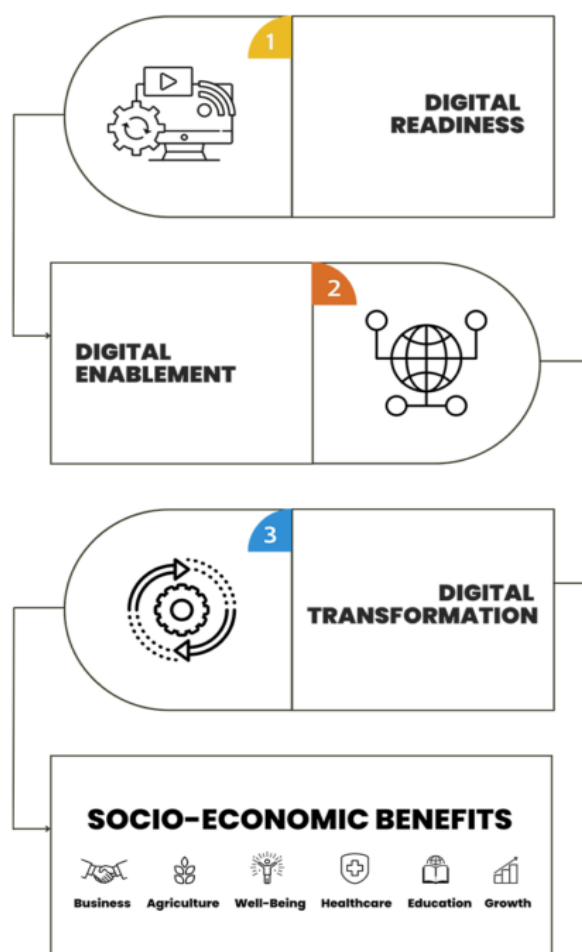 1
DIGITAL
READINESS
2
DIGITAL
ENABLEMENT
3
DIGITAL
TRANSFORMATION
SOCIO-ECONOMIC BENEFITS
Business Agriculture Well-Being Healthcare Education Growth